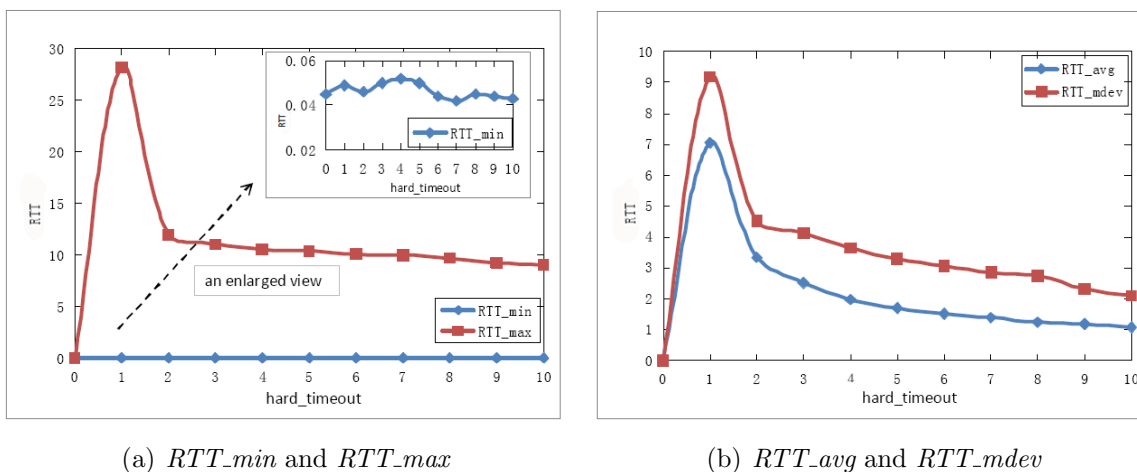 30
25
20
15
10
5
0
RTT
0 1 2 3 4 5 6 7 8 9 10
hard_timeout
0.06
0.04
0.02
RTT
RTT_min
0 1 2 3 4 5 6 7 8 9 10
hard_timeout
an enlarged view
RTT_min
RTT_max
(a) RTT_min and RTT_max
10
9
8
7
6
5
4
3
2
1
0
RTT
RTT_avg
RTT_mdev
0 1 2 3 4 5 6 7 8 9 10
hard_timeout
(b) RTT_avg and RTT_mdev